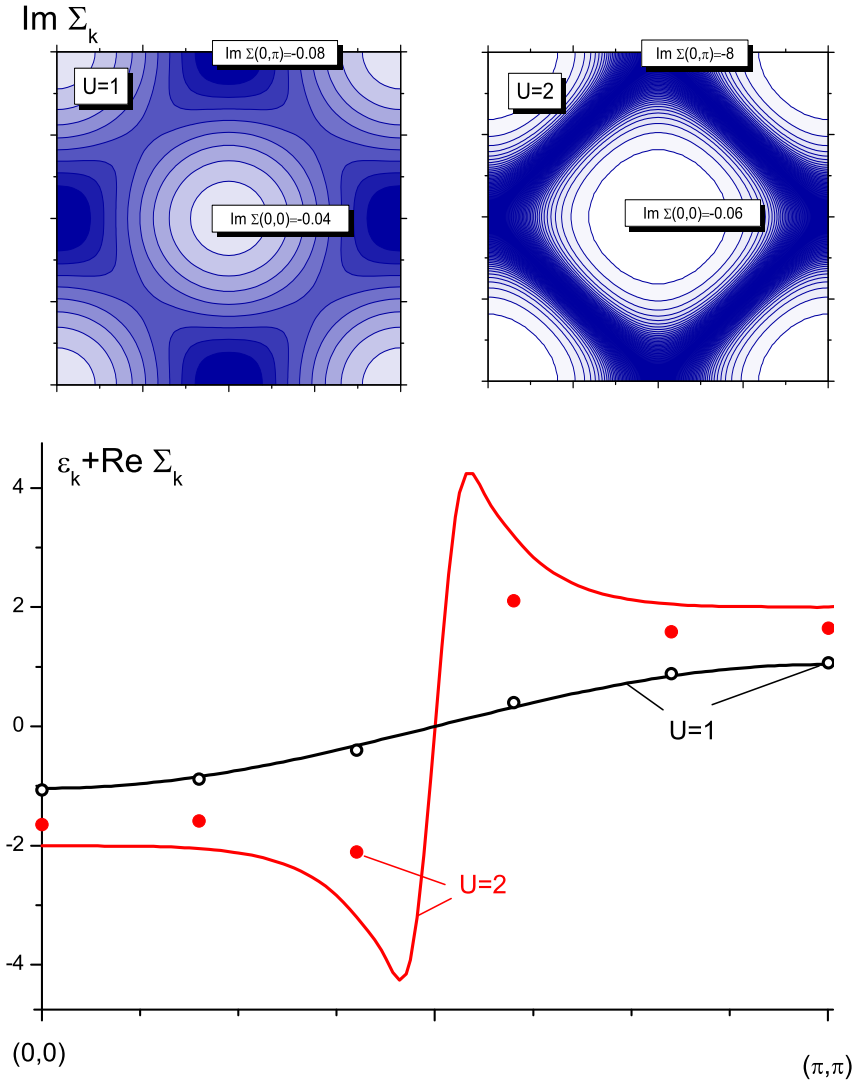 Im Σk
Im Σ(0,π)=-0.08
U=1
Im Σ(0,0)=-0.04
Im Σ(0,π)=-8
U=2
Im Σ(0,0)=-0.06
εk+Re Σk
4
2
0
-2
-4
U=1
U=2
(0,0)
(π,π)